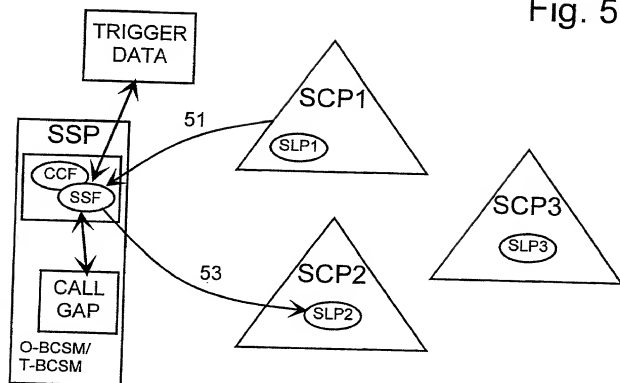 Fig. 5
TRIGGER
DATA
SSP
CCF
SSF
CALL
GAP
O-BCSM/
T-BCSM
51
53
SCP1
SLP1
SCP2
SLP2
SCP3
SLP3